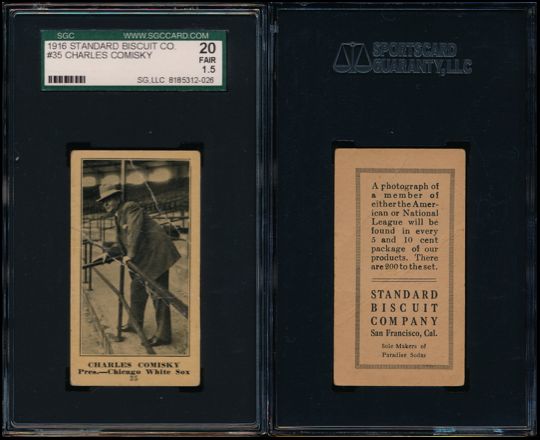 SGC
WWW.SGCCARD.COM
1916 STANDARD BISCUIT CO.
#35 CHARLES COMISKY
20
FAIR
1.5
SG,LLC 8185312-026
CHARLES COMISKY
Pres.—Chicago White Sox
35
SPORTSCARD
GUARANTY, LLC
A photograph of
a member of
either the Amer-
ican or National
League will be
found in every
5 and 10 cent
package of our
products. There
are 200 to the set.
STANDARD
BISCUIT
COMPANY
San Francisco, Cal.
Sole Makers of
Paradise Sodas